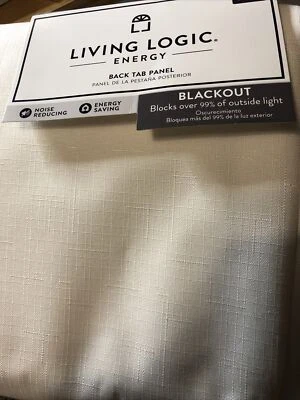 LIVING LOGIC®
ENERGY
BACK TAB PANEL
PANEL DE LA PESTAÑA POSTERIOR
NOISE
REDUCING
ENERGY
SAVING
BLACKOUT
Blocks over 99% of outside light
Oscurecimiento
Bloquea más del 99% de la luz exterior